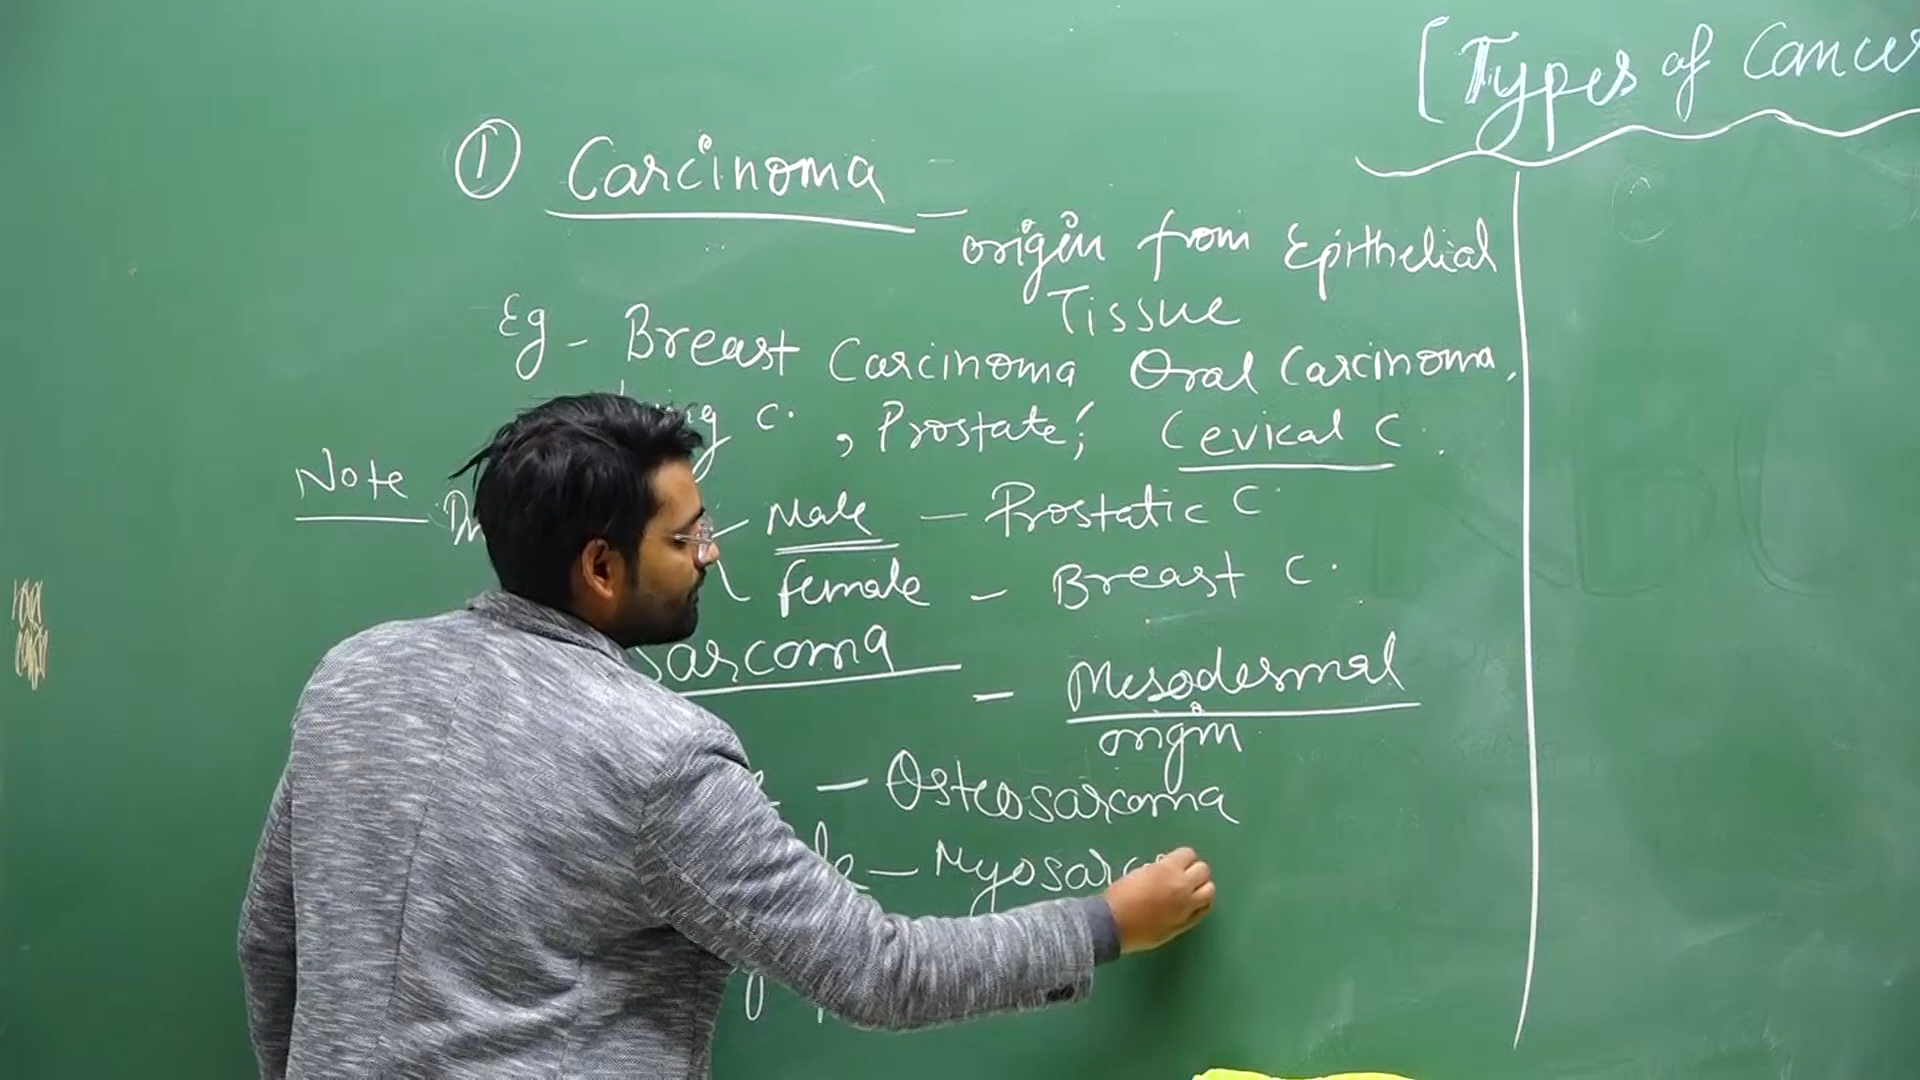 [Types of Cancer
① Carcinoma –
origin from Epithelial
Tissue
Eg – Breast Carcinoma Oral Carcinoma,
C. , Prostate, Cevical C.
Note – Male – Prostatic C.
Female – Breast C.
Sarcoma – Mesodermal
origin
– Osteosarcoma
– Myosarc